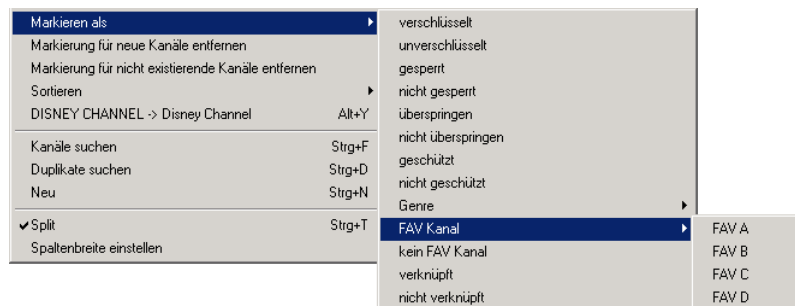 Markieren als
Markierung für neue Kanäle entfernen
Markierung für nicht existierende Kanäle entfernen
Sortieren
DISNEY CHANNEL -> Disney Channel Alt+Y
Kanäle suchen Strg+F
Duplikate suchen Strg+D
Neu Strg+N
Split Strg+T
Spaltenbreite einstellen
verschlüsselt
unverschlüsselt
gesperrt
nicht gesperrt
überspringen
nicht überspringen
geschützt
nicht geschützt
Genre
FAV Kanal
kein FAV Kanal
verknüpft
nicht verknüpft
FAV A
FAV B
FAV C
FAV D